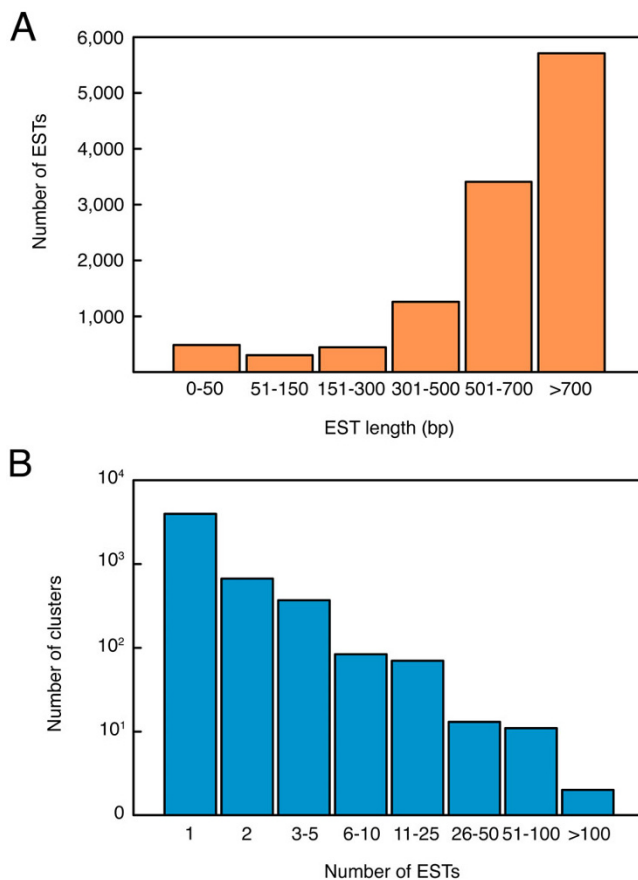 A
6,000
5,000
4,000
3,000
2,000
1,000
Number of ESTs
0-50 51-150 151-300 301-500 501-700 >700
EST length (bp)
B
10⁴
10³
10²
10¹
0
Number of clusters
1 2 3-5 6-10 11-25 26-50 51-100 >100
Number of ESTs